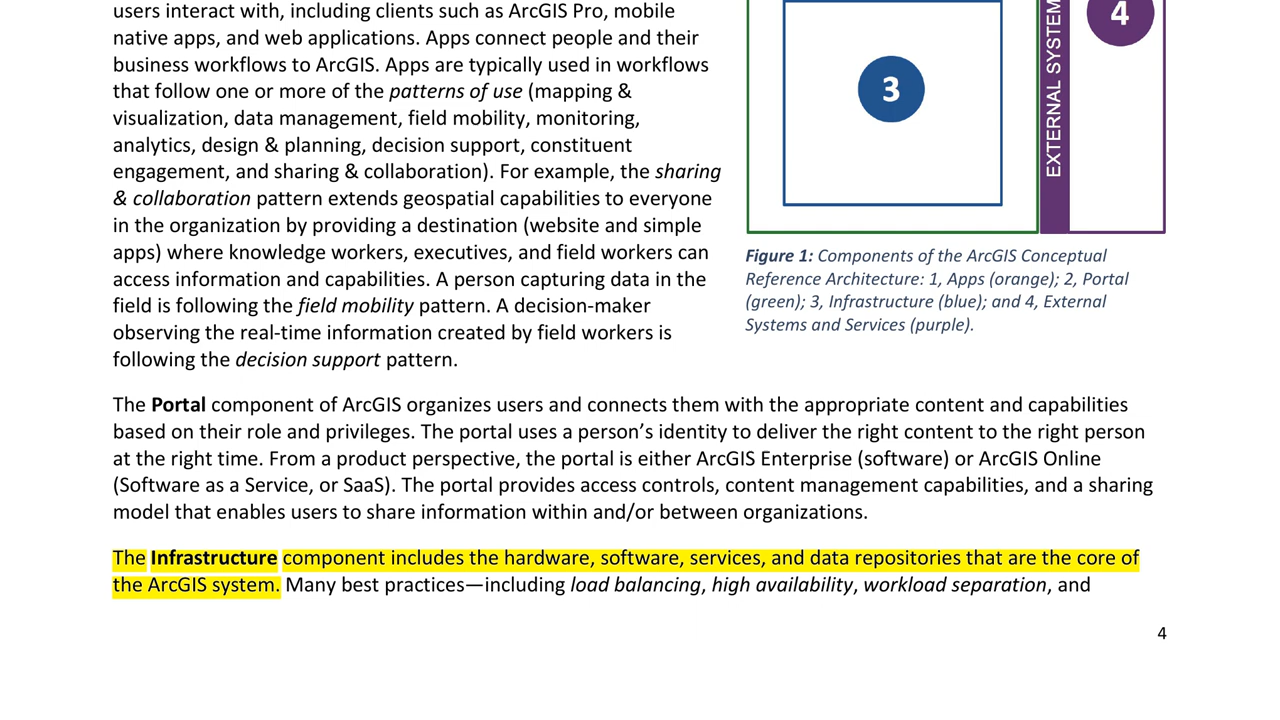 users interact with, including clients such as ArcGIS Pro, mobile
native apps, and web applications. Apps connect people and their
business workflows to ArcGIS. Apps are typically used in workflows
that follow one or more of the patterns of use (mapping &
visualization, data management, field mobility, monitoring,
analytics, design & planning, decision support, constituent
engagement, and sharing & collaboration). For example, the sharing
& collaboration pattern extends geospatial capabilities to everyone
in the organization by providing a destination (website and simple
apps) where knowledge workers, executives, and field workers can
access information and capabilities. A person capturing data in the
field is following the field mobility pattern. A decision-maker
observing the real-time information created by field workers is
following the decision support pattern.
3
EXTERNAL SYSTEM
4
Figure 1: Components of the ArcGIS Conceptual
Reference Architecture: 1, Apps (orange); 2, Portal
(green); 3, Infrastructure (blue); and 4, External
Systems and Services (purple).
The Portal component of ArcGIS organizes users and connects them with the appropriate content and capabilities
based on their role and privileges. The portal uses a person’s identity to deliver the right content to the right person
at the right time. From a product perspective, the portal is either ArcGIS Enterprise (software) or ArcGIS Online
(Software as a Service, or SaaS). The portal provides access controls, content management capabilities, and a sharing
model that enables users to share information within and/or between organizations.
The Infrastructure component includes the hardware, software, services, and data repositories that are the core of
the ArcGIS system. Many best practices—including load balancing, high availability, workload separation, and
4